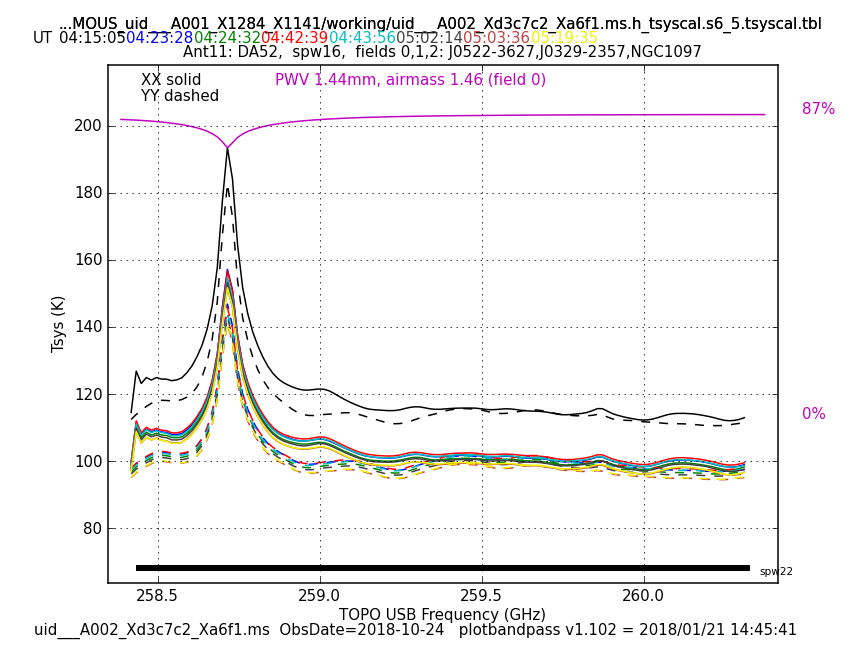 ...MOUS_uid___A001_X1284_X1141/working/uid___A002_Xd3c7c2_Xa6f1.ms.h_tsyscal.s6_5.tsyscal.tbl
UT 04:15:05 04:23:28 04:24:32 04:42:39 04:43:56 05:02:14 05:03:36 05:19:35
Ant11: DA52,  spw16,  fields 0,1,2: J0522-3627,J0329-2357,NGC1097
XX solid
PWV 1.44mm, airmass 1.46 (field 0)
YY dashed
87%
200
180
160
140
120
100
80
0%
Tsys (K)
spw22
258.5 259.0 259.5 260.0
TOPO USB Frequency (GHz)
uid___A002_Xd3c7c2_Xa6f1.ms  ObsDate=2018-10-24   plotbandpass v1.102 = 2018/01/21 14:45:41